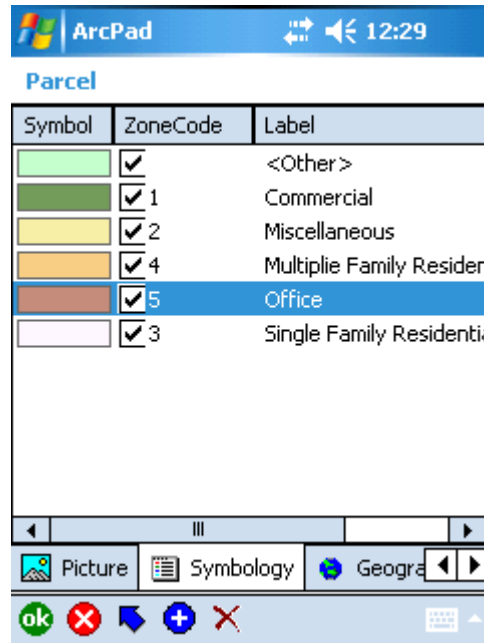 ArcPad 12:29
Parcel
Symbol ZoneCode Label
<Other>
1 Commercial
2 Miscellaneous
4 Multiplie Family Residen
5 Office
3 Single Family Residentia
Picture Symbology Geogra
ok